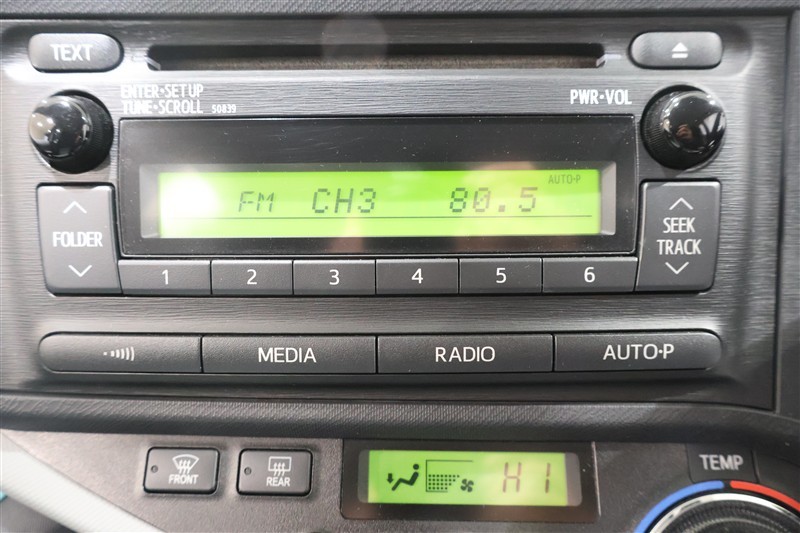 TEXT
ENTER•SETUP
TUNE•SCROLL 50839
PWR•VOL
AUTO•P
FM CH3 80.5
FOLDER
SEEK
TRACK
1 2 3 4 5 6
MEDIA RADIO AUTO•P
FRONT REAR HI TEMP